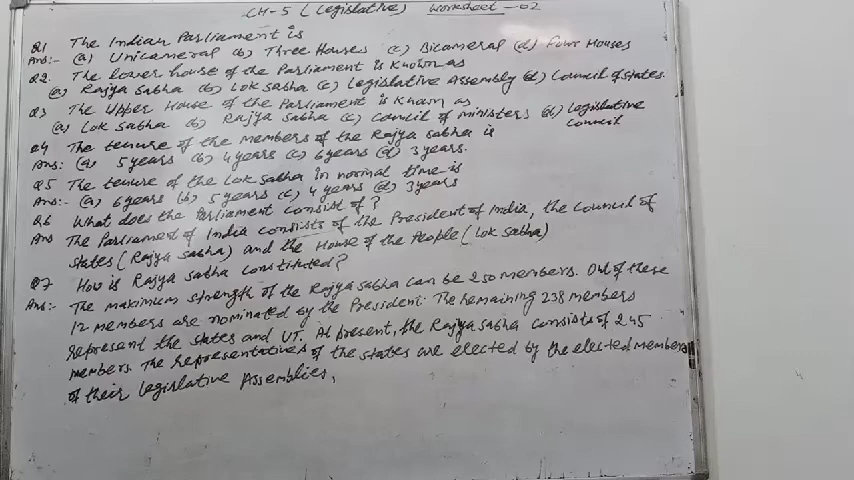 CH-5 (Legislative) Worksheet-02
Q1 The Indian Parliament is
Ans:- (a) Unicameral (b) Three Houses (c) Bicameral (d) Four Houses
Q2. The lower house of the Parliament is known as
(a) Rajya Sabha (b) Lok Sabha (c) Legislative Assembly (d) Council of states.
Q3 The Upper House of the Parliament is known as
(a) Lok Sabha (b) Rajya Sabha (c) Council of ministers (d) Legislative Council
Q4 The tenure of the members of the Rajya Sabha is
Ans: (a) 5 years (b) 4 years (c) 6 years (d) 3 years.
Q5 The tenure of the Lok Sabha in normal time is
Ans:- (a) 6 years (b) 5 years (c) 4 years (d) 3 years
Q6 What does the Parliament consist of?
Ans The Parliament of India consists of the President of India, the Council of
states (Rajya Sabha) and the House of the People (Lok Sabha)
Q7 How is Rajya Sabha constituted?
Ans:- The maximum strength of the Rajya Sabha can be 250 members. Out of these
12 members are nominated by the President. The remaining 238 members
represent the states and UT. At present, the Rajya Sabha consists of 245
members. The representatives of the states are elected by the elected members
of their Legislative Assemblies.